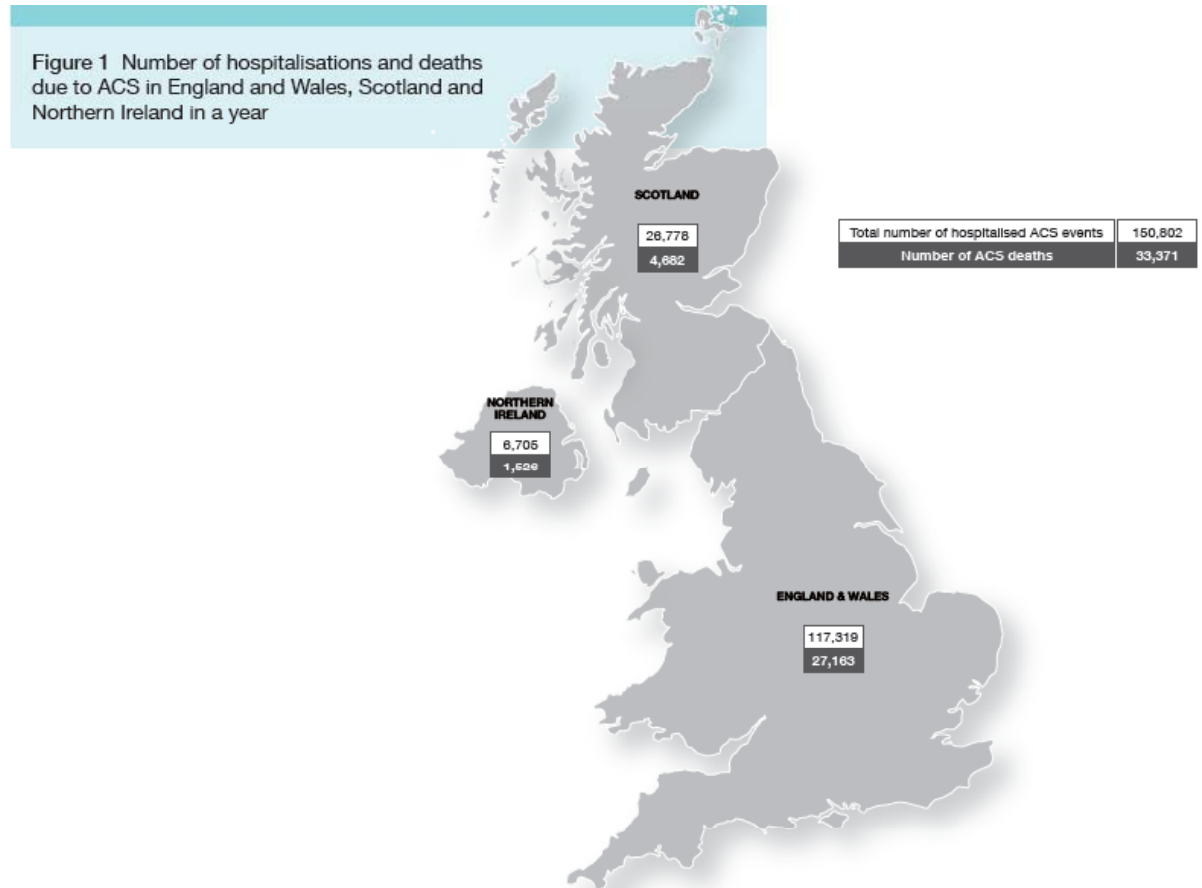 Figure 1 Number of hospitalisations and deaths
due to ACS in England and Wales, Scotland and
Northern Ireland in a year
SCOTLAND
26,778
4,682
Total number of hospitalised ACS events 150,802
Number of ACS deaths 33,371
NORTHERN
IRELAND
6,705
1,526
ENGLAND & WALES
117,319
27,163